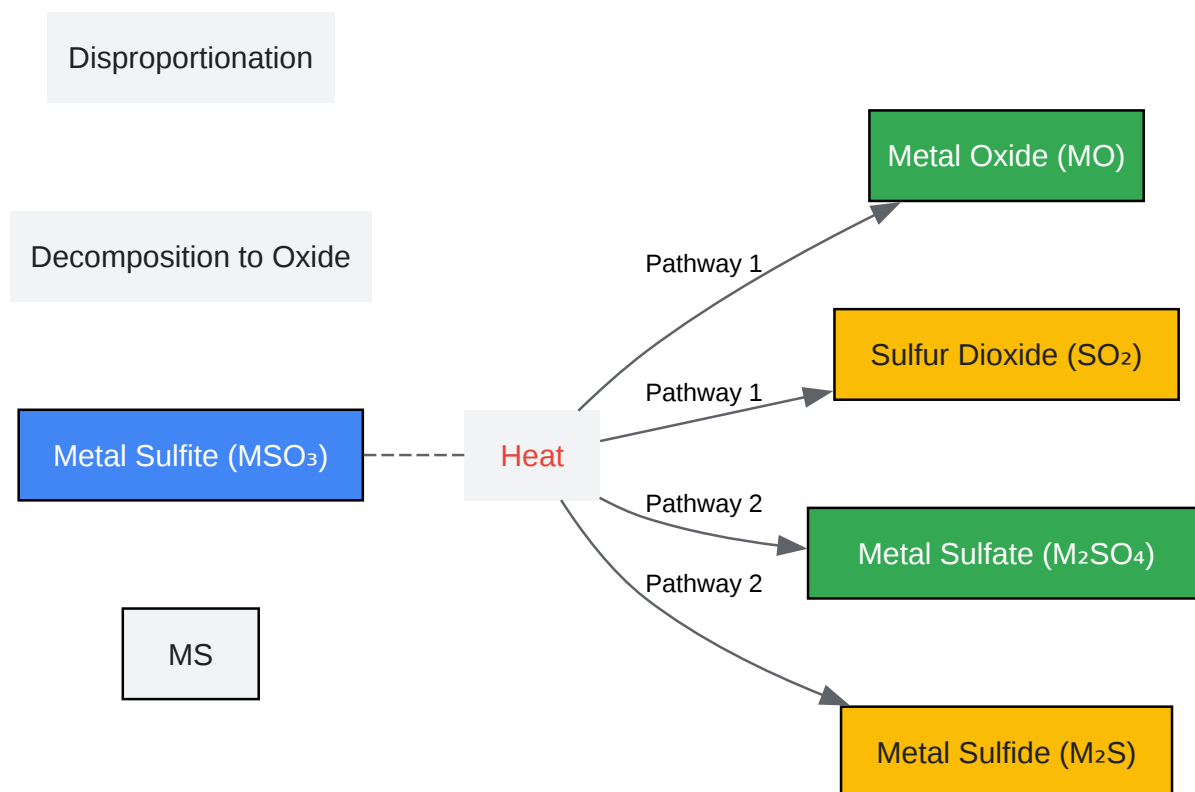 Disproportionation
Decomposition to Oxide
Metal Sulfite (MSO₃)
MS
Heat
Pathway 1
Pathway 1
Pathway 2
Pathway 2
Metal Oxide (MO)
Sulfur Dioxide (SO₂)
Metal Sulfate (M₂SO₄)
Metal Sulfide (M₂S)